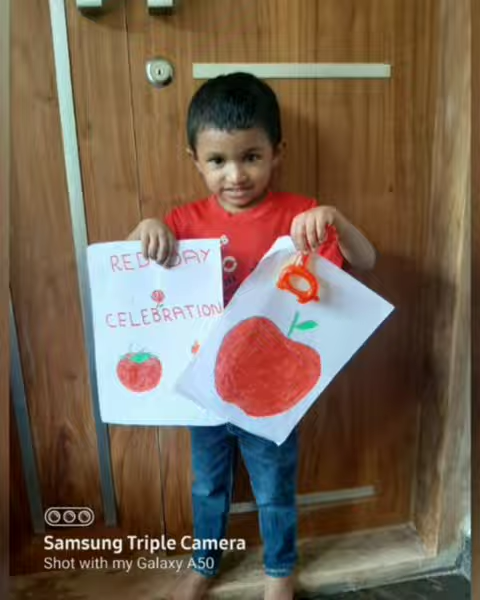 RED DAY
CELEBRATION
Samsung Triple Camera
Shot with my Galaxy A50